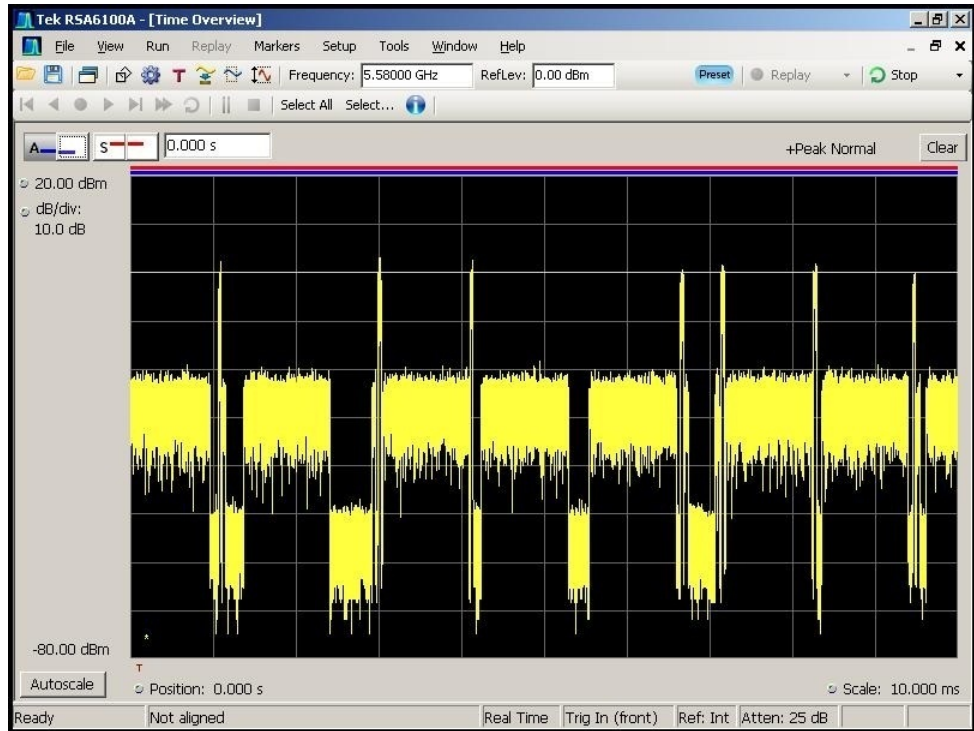 Tek RSA6100A - [Time Overview]
File View Run Replay Markers Setup Tools Window Help
T Frequency: 5.58000 GHz RefLev: 0.00 dBm Preset Replay Stop
Select All Select...
A S 0.000 s +Peak Normal Clear
20.00 dBm
dB/div:
10.0 dB
-80.00 dBm
T
Autoscale Position: 0.000 s Scale: 10.000 ms
Ready Not aligned Real Time Trig In (front) Ref: Int Atten: 25 dB